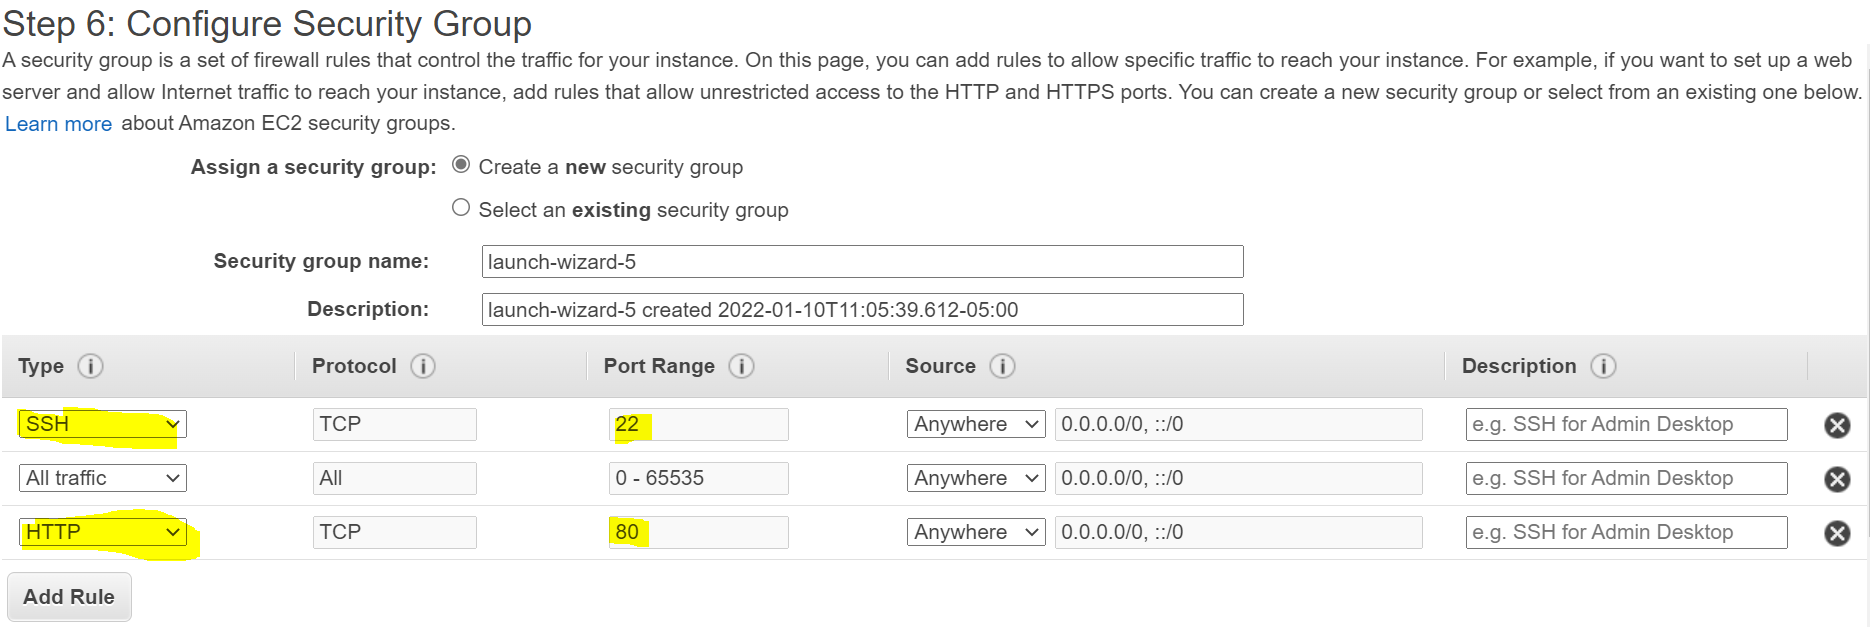 Step 6: Configure Security Group
A security group is a set of firewall rules that control the traffic for your instance. On this page, you can add rules to allow specific traffic to reach your instance. For example, if you want to set up a web
server and allow Internet traffic to reach your instance, add rules that allow unrestricted access to the HTTP and HTTPS ports. You can create a new security group or select from an existing one below.
Learn more about Amazon EC2 security groups.
Assign a security group: Create a new security group
Select an existing security group
Security group name: launch-wizard-5
Description: launch-wizard-5 created 2022-01-10T11:05:39.612-05:00
Type i Protocol i Port Range i Source i Description i
SSH TCP 22 Anywhere 0.0.0.0/0, ::/0 e.g. SSH for Admin Desktop
All traffic All 0 - 65535 Anywhere 0.0.0.0/0, ::/0 e.g. SSH for Admin Desktop
HTTP TCP 80 Anywhere 0.0.0.0/0, ::/0 e.g. SSH for Admin Desktop
Add Rule